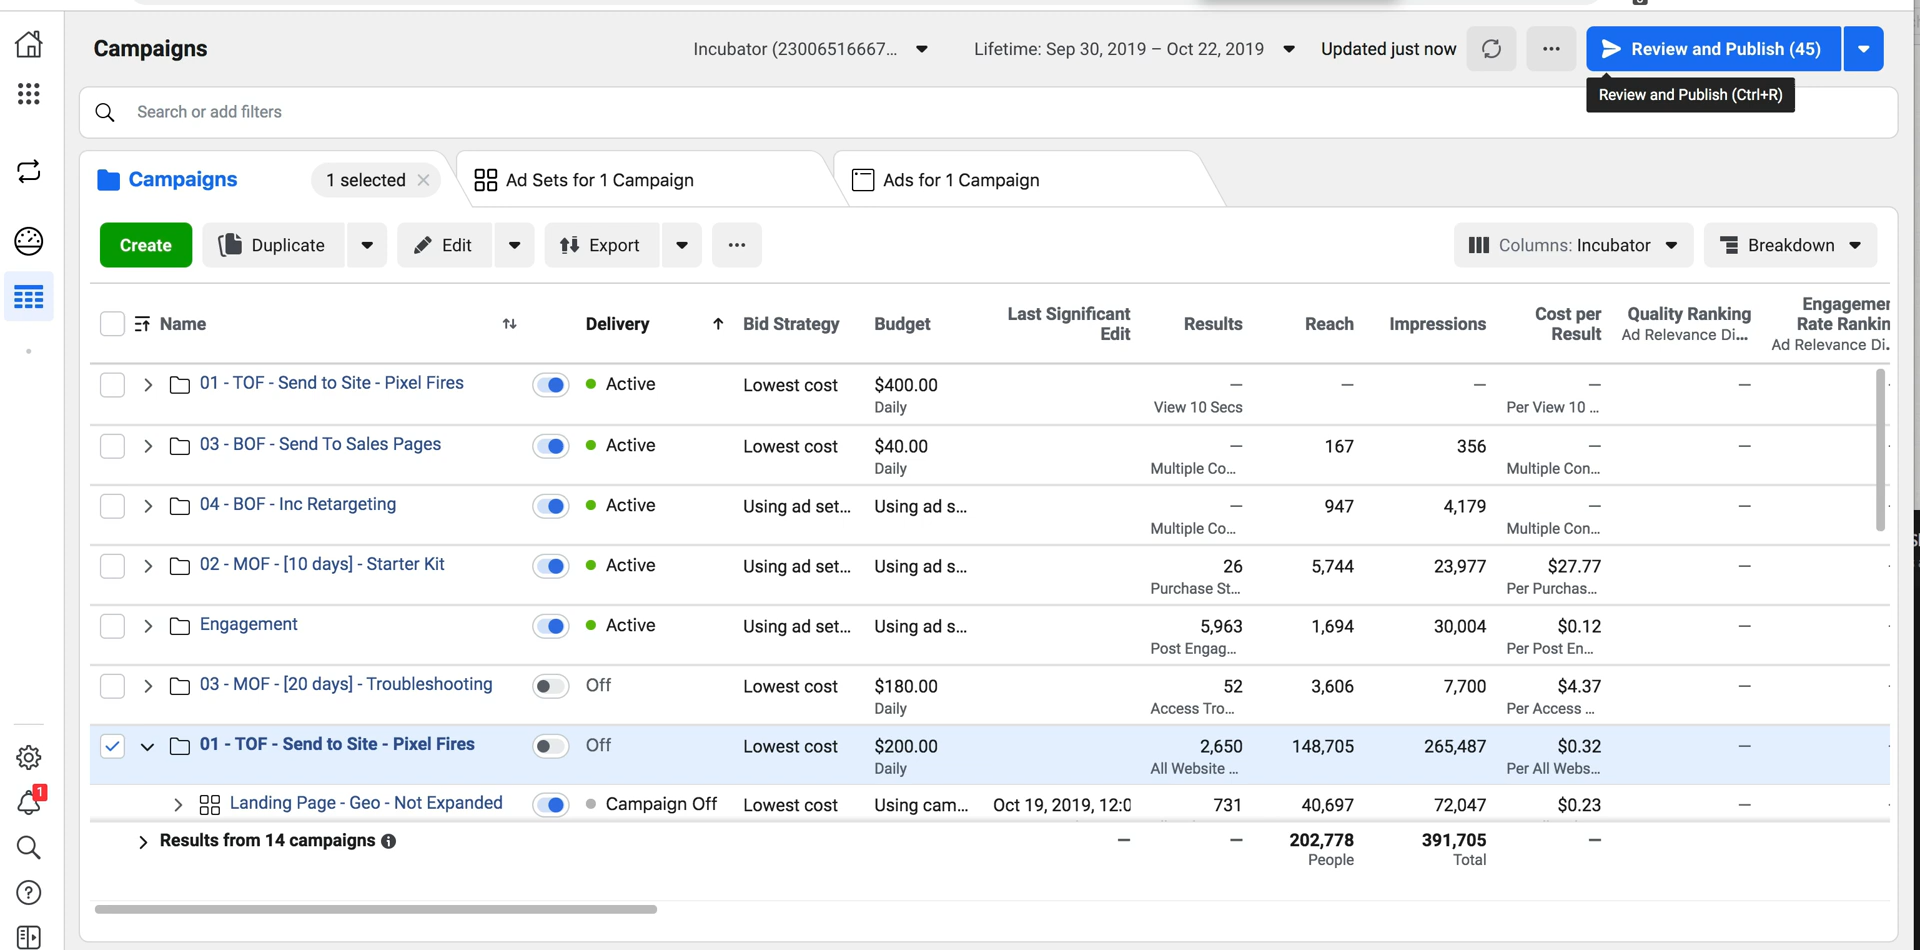 Campaigns
Incubator (23006516667...
Lifetime: Sep 30, 2019 – Oct 22, 2019
Updated just now
Review and Publish (45)
Review and Publish (Ctrl+R)
Search or add filters
Campaigns
1 selected
Ad Sets for 1 Campaign
Ads for 1 Campaign
Create
Duplicate
Edit
Export
Columns: Incubator
Breakdown
Name
Delivery
Bid Strategy
Budget
Last Significant
Edit
Results
Reach
Impressions
Cost per
Result
Quality Ranking
Ad Relevance Di...
Engagemer
Rate Rankin
Ad Relevance Di.
01 - TOF - Send to Site - Pixel Fires
Active
Lowest cost
$400.00
Daily
—
View 10 Secs
—
—
—
Per View 10 ...
—
03 - BOF - Send To Sales Pages
Active
Lowest cost
$40.00
Daily
—
Multiple Co...
167
356
—
Multiple Con...
—
04 - BOF - Inc Retargeting
Active
Using ad set...
Using ad s...
—
Multiple Co...
947
4,179
—
Multiple Con...
—
02 - MOF - [10 days] - Starter Kit
Active
Using ad set...
Using ad s...
26
Purchase St...
5,744
23,977
$27.77
Per Purchas...
—
Engagement
Active
Using ad set...
Using ad s...
5,963
Post Engag...
1,694
30,004
$0.12
Per Post En...
—
03 - MOF - [20 days] - Troubleshooting
Off
Lowest cost
$180.00
Daily
52
Access Tro...
3,606
7,700
$4.37
Per Access ...
—
01 - TOF - Send to Site - Pixel Fires
Off
Lowest cost
$200.00
Daily
2,650
All Website ...
148,705
265,487
$0.32
Per All Webs...
—
Landing Page - Geo - Not Expanded
Campaign Off
Lowest cost
Using cam...
Oct 19, 2019, 12:0
731
40,697
72,047
$0.23
—
Results from 14 campaigns
—
—
202,778
People
391,705
Total
—
1